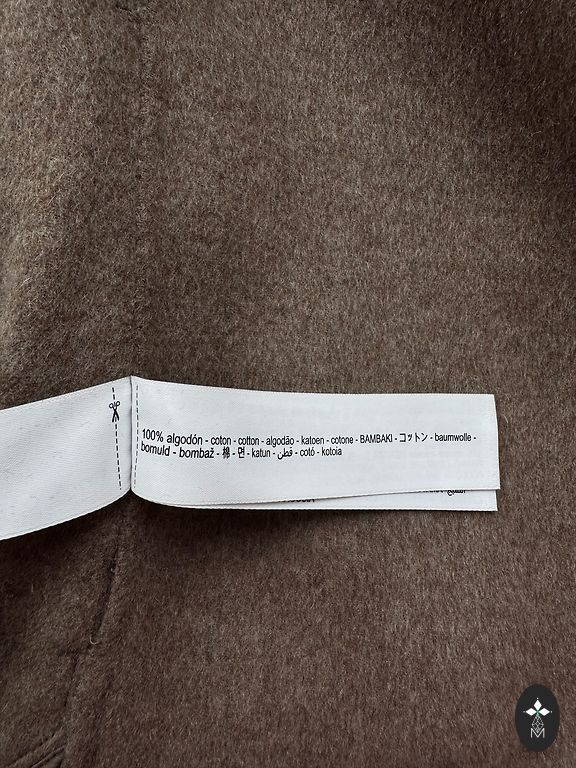 100% algodón - coton - cotton - algodão - katoen - cotone - BAMBAKI - コットン - baumwolle -
bomuld - bombaž - 棉 - 면 - katun - قطن - cotó - kotoia
M